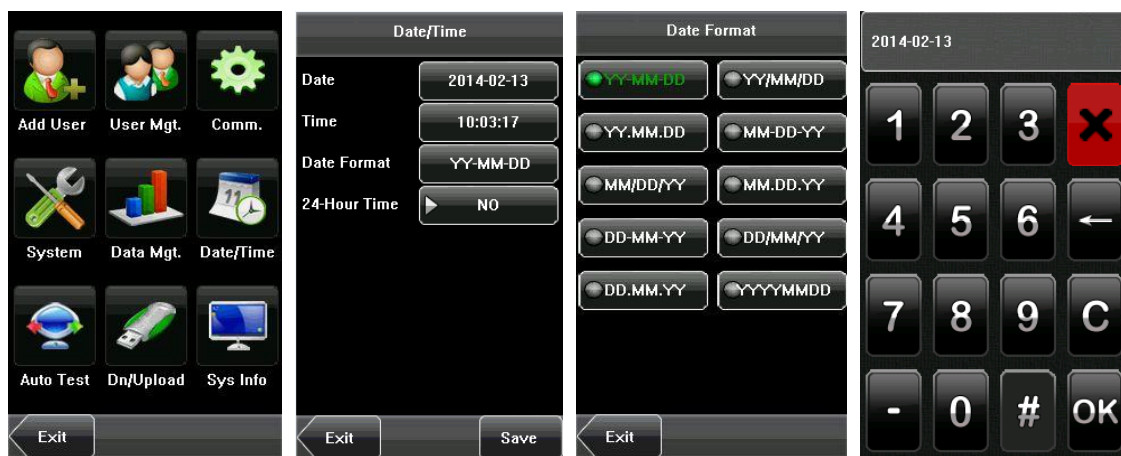 Add User
User Mgt.
Comm.
System
Data Mgt.
11
Date/Time
Auto Test
Dn/Upload
Sys Info
Exit
Date/Time
Date
2014-02-13
Time
10:03:17
Date Format
YY-MM-DD
24-Hour Time
NO
Exit
Save
Date Format
YY-MM-DD
YY/MM/DD
YY.MM.DD
MM-DD-YY
MM/DD/YY
MM.DD.YY
DD-MM-YY
DD/MM/YY
DD.MM.YY
YYYYMMDD
Exit
2014-02-13
1 2 3 X
4 5 6 ←
7 8 9 C
- 0 # OK